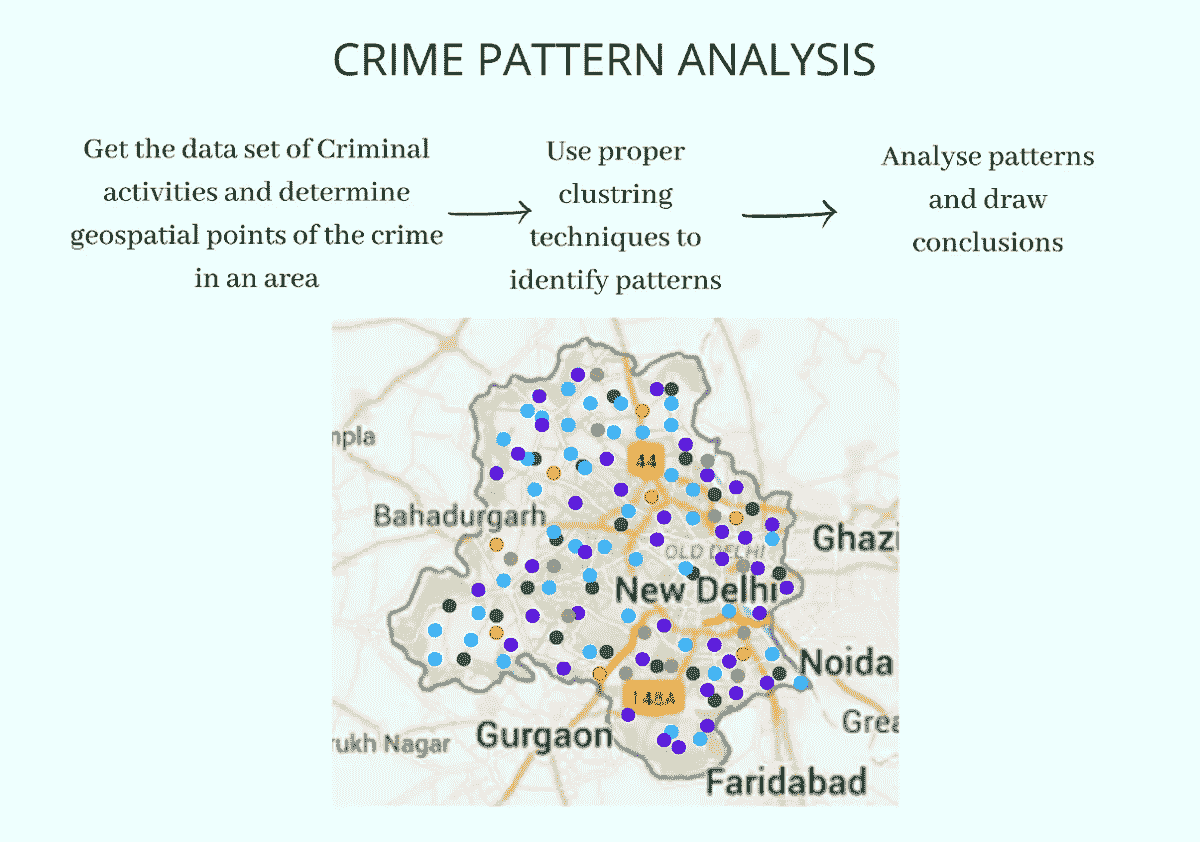 CRIME PATTERN ANALYSIS
Get the data set of Criminal
activities and determine
geospatial points of the crime
in an area
Use proper
clustring
techniques to
identify patterns
Analyse patterns
and draw
conclusions
npla
44
Bahadurgarh
Ghazi
OLD DELHI
New Delhi
Noida
148A
Grea
rukh Nagar
Gurgaon
Faridabad